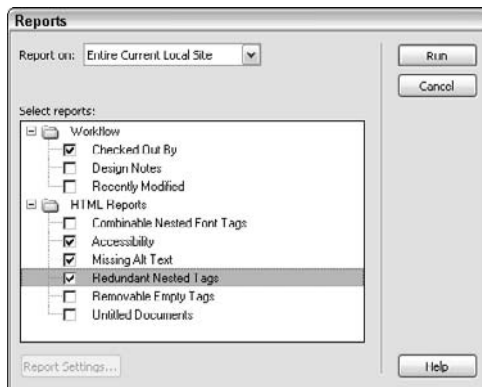 Reports
Report on: Entire Current Local Site
Run
Cancel
Select reports:
Workflow
Checked Out By
Design Notes
Recently Modified
HTML Reports
Combinable Nested Font Tags
Accessibility
Missing Alt Text
Redundant Nested Tags
Removable Empty Tags
Untitled Documents
Report Settings...
Help